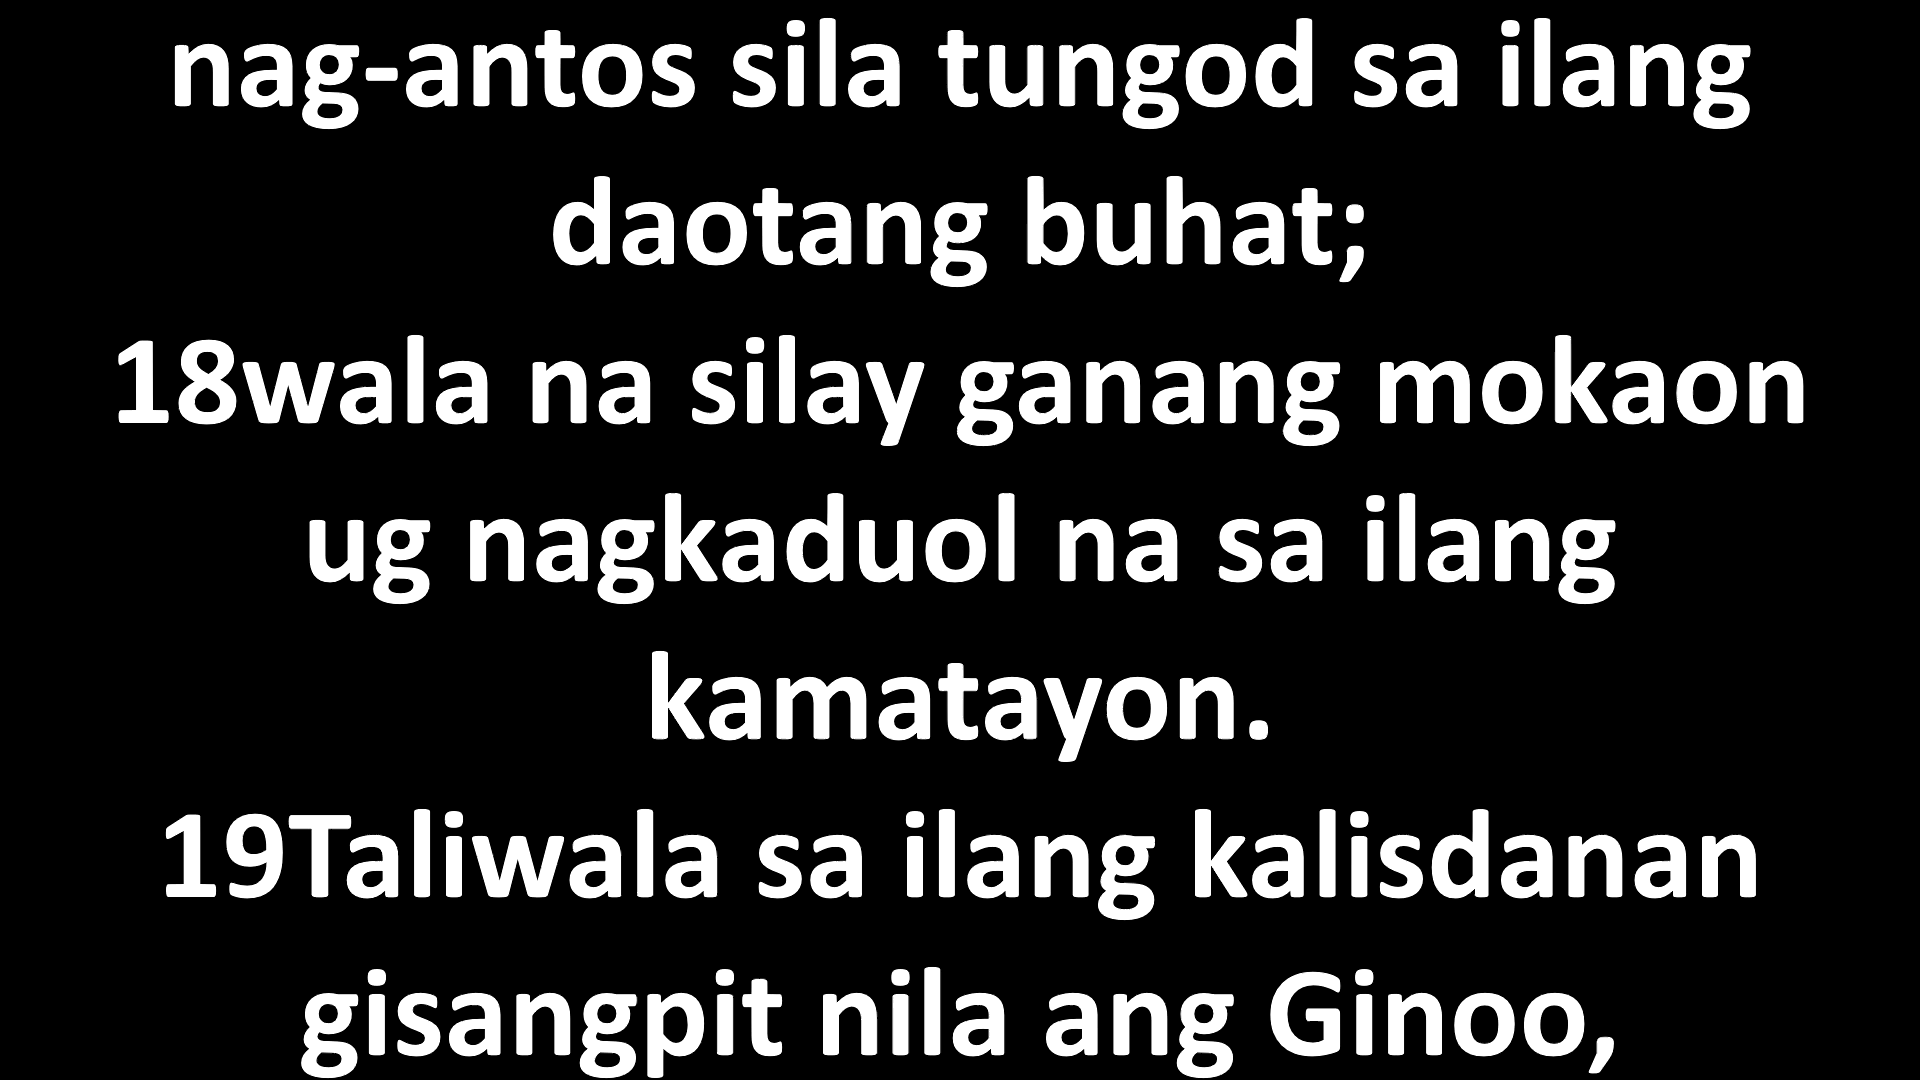 nag-antos sila tungod sa ilang
daotang buhat;
18wala na silay ganang mokaon
ug nagkaduol na sa ilang
kamatayon.
19Taliwala sa ilang kalisdanan
gisangpit nila ang Ginoo,